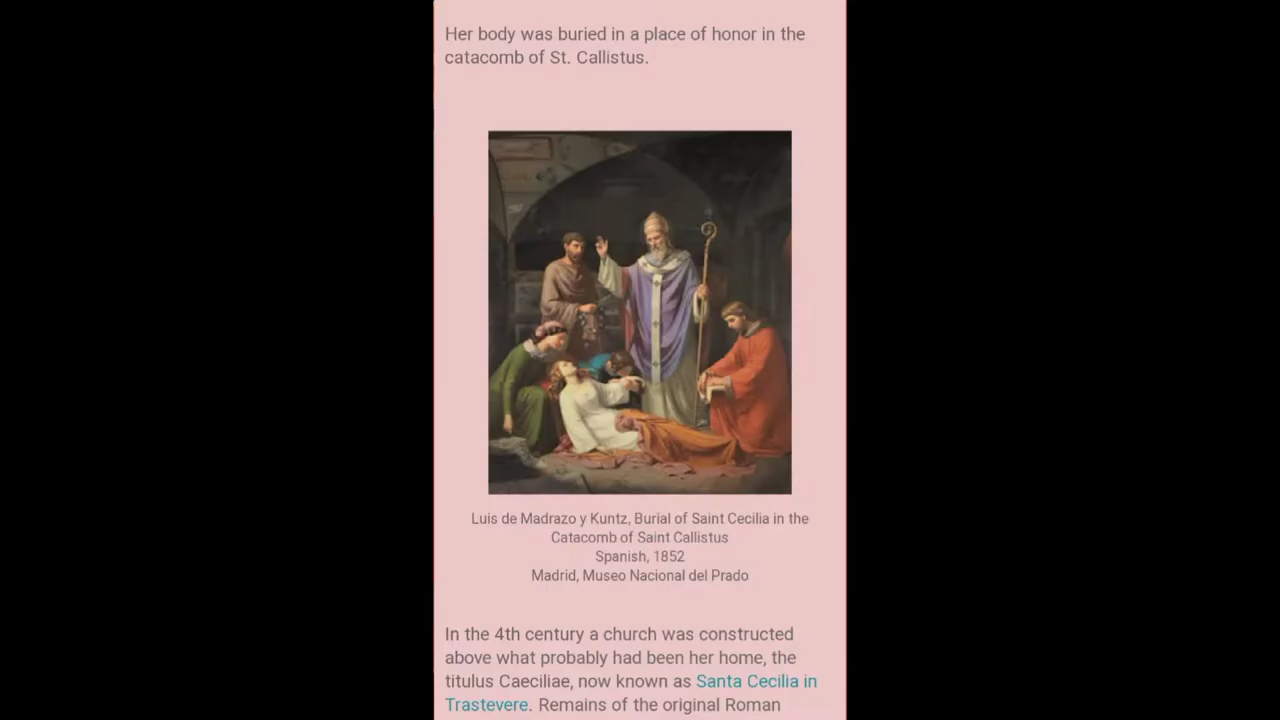 Her body was buried in a place of honor in the
catacomb of St. Callistus.
Luis de Madrazo y Kuntz, Burial of Saint Cecilia in the
Catacomb of Saint Callistus
Spanish, 1852
Madrid, Museo Nacional del Prado
In the 4th century a church was constructed
above what probably had been her home, the
titulus Caeciliae, now known as Santa Cecilia in
Trastevere. Remains of the original Roman